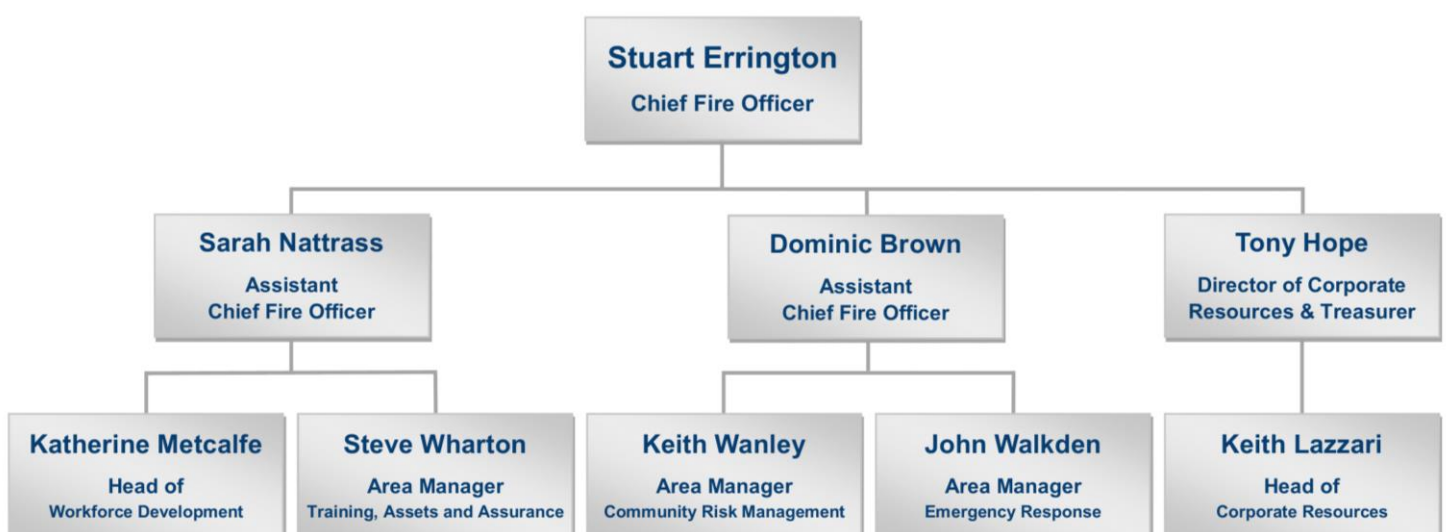 Stuart Errington
Chief Fire Officer
Sarah Nattrass
Assistant
Chief Fire Officer
Dominic Brown
Assistant
Chief Fire Officer
Tony Hope
Director of Corporate
Resources & Treasurer
Katherine Metcalfe
Head of
Workforce Development
Steve Wharton
Area Manager
Training, Assets and Assurance
Keith Wanley
Area Manager
Community Risk Management
John Walkden
Area Manager
Emergency Response
Keith Lazzari
Head of
Corporate Resources